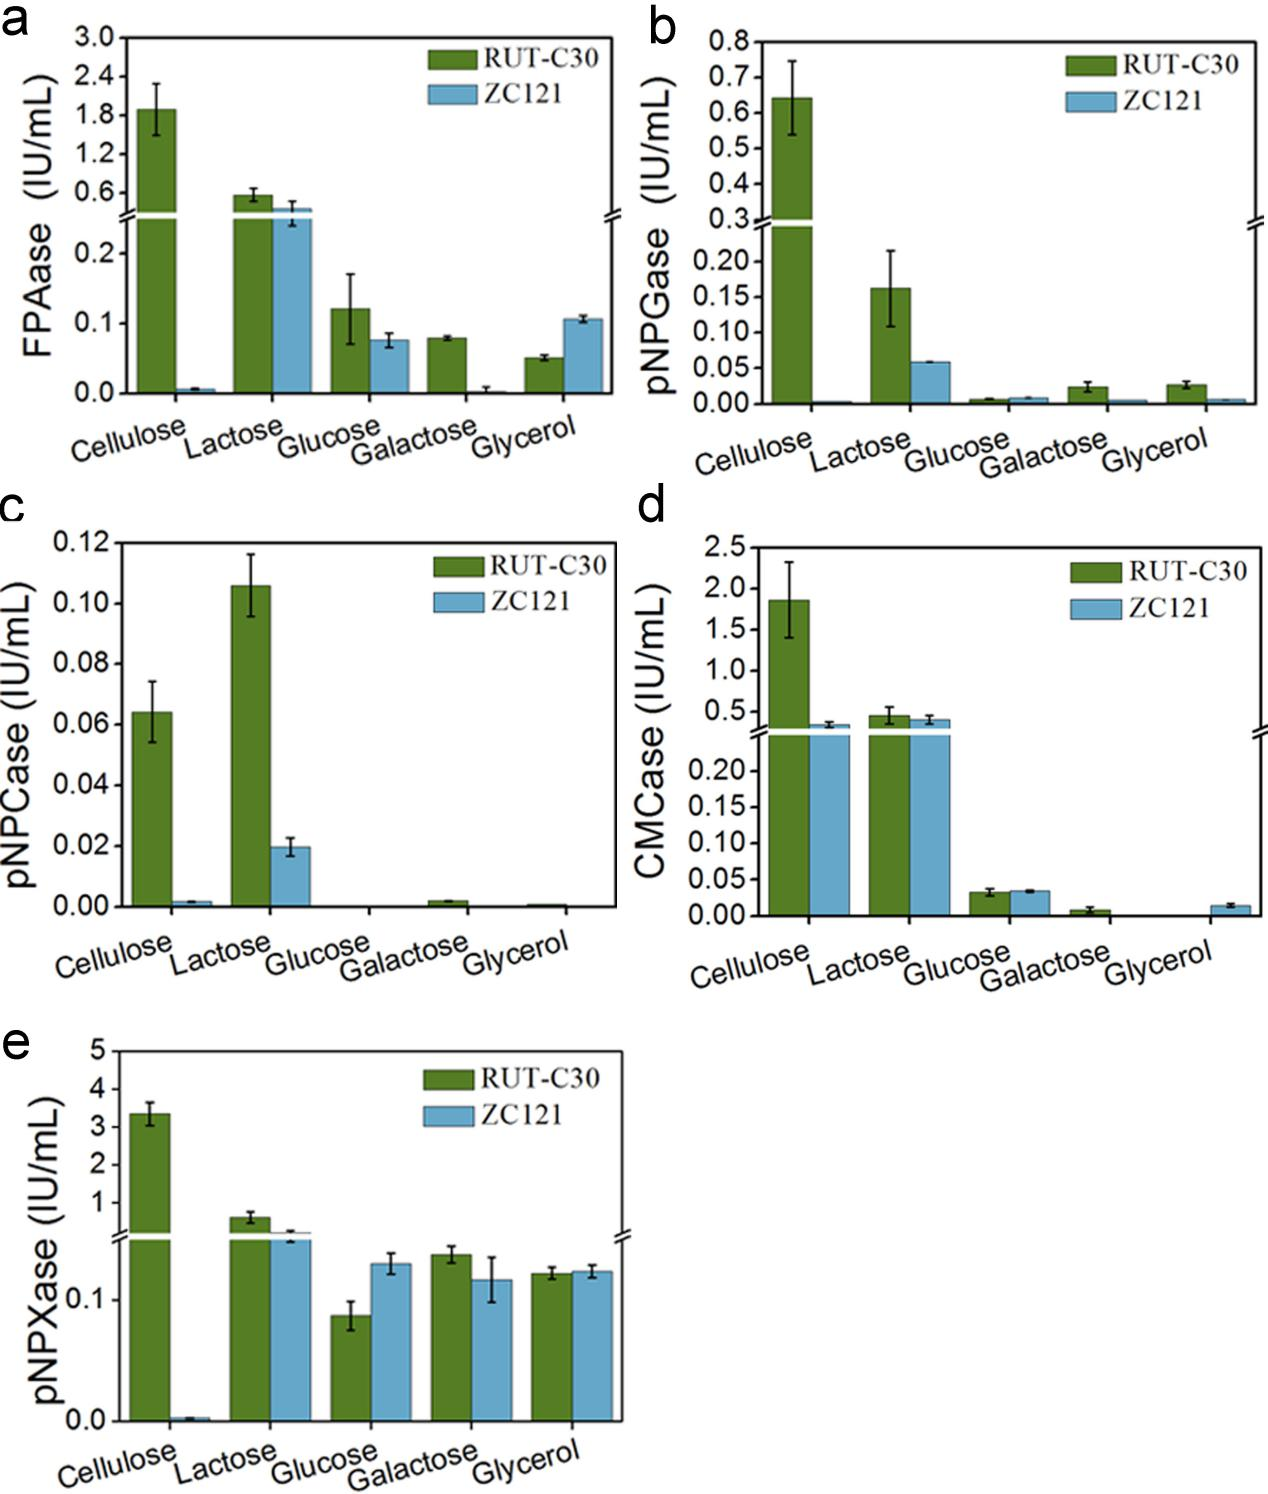 a
FPAase (IU/mL)
3.0
2.4
1.8
1.2
0.6
0.2
0.1
0.0
RUT-C30
ZC121
Cellulose
Lactose
Glucose
Galactose
Glycerol
b
pNPGase (IU/mL)
0.8
0.7
0.6
0.5
0.4
0.3
0.20
0.15
0.10
0.05
0.00
RUT-C30
ZC121
Cellulose
Lactose
Glucose
Galactose
Glycerol
c
pNPCase (IU/mL)
0.12
0.10
0.08
0.06
0.04
0.02
0.00
RUT-C30
ZC121
Cellulose
Lactose
Glucose
Galactose
Glycerol
d
CMCase (IU/mL)
2.5
2.0
1.5
1.0
0.5
0.20
0.15
0.10
0.05
0.00
RUT-C30
ZC121
Cellulose
Lactose
Glucose
Galactose
Glycerol
e
pNPXase (IU/mL)
5
4
3
2
1
0.1
0.0
RUT-C30
ZC121
Cellulose
Lactose
Glucose
Galactose
Glycerol